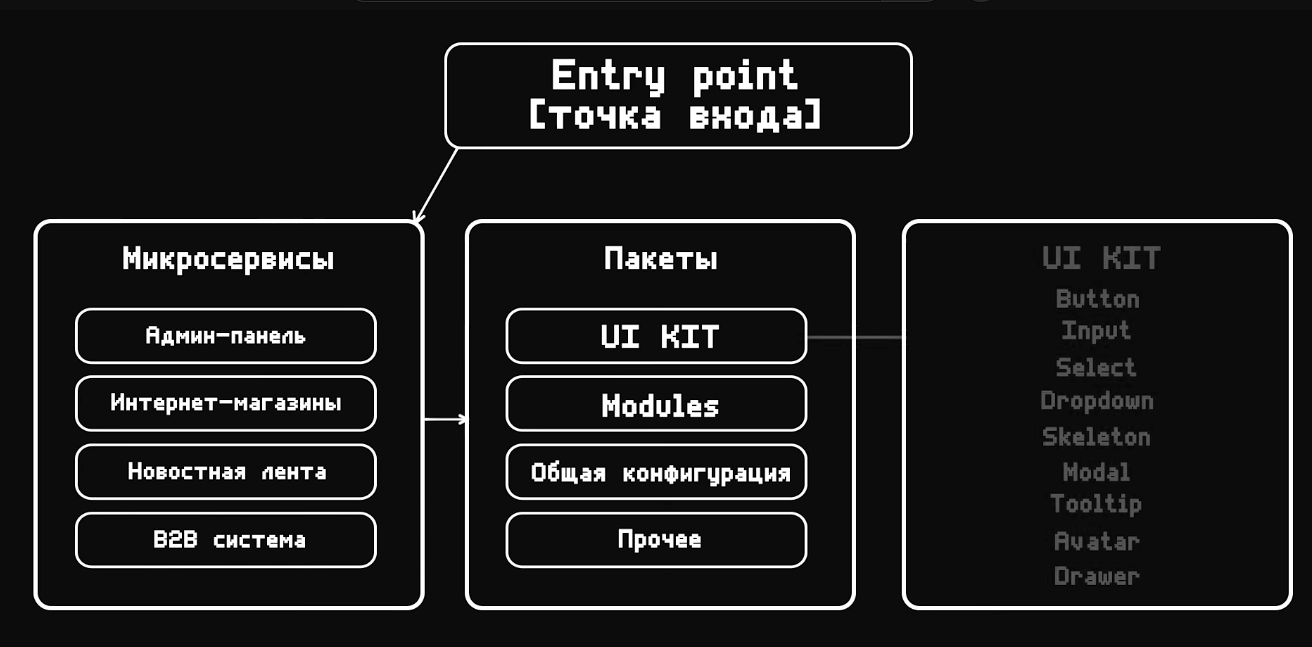 Entry point
[точка входа]
Микросервисы
Админ-панель
Интернет-магазины
Новостная лента
B2B система
Пакеты
UI KIT
Modules
Общая конфигурация
Прочее
UI KIT
Button
Input
Select
Dropdown
Skeleton
Modal
Tooltip
Avatar
Drawer